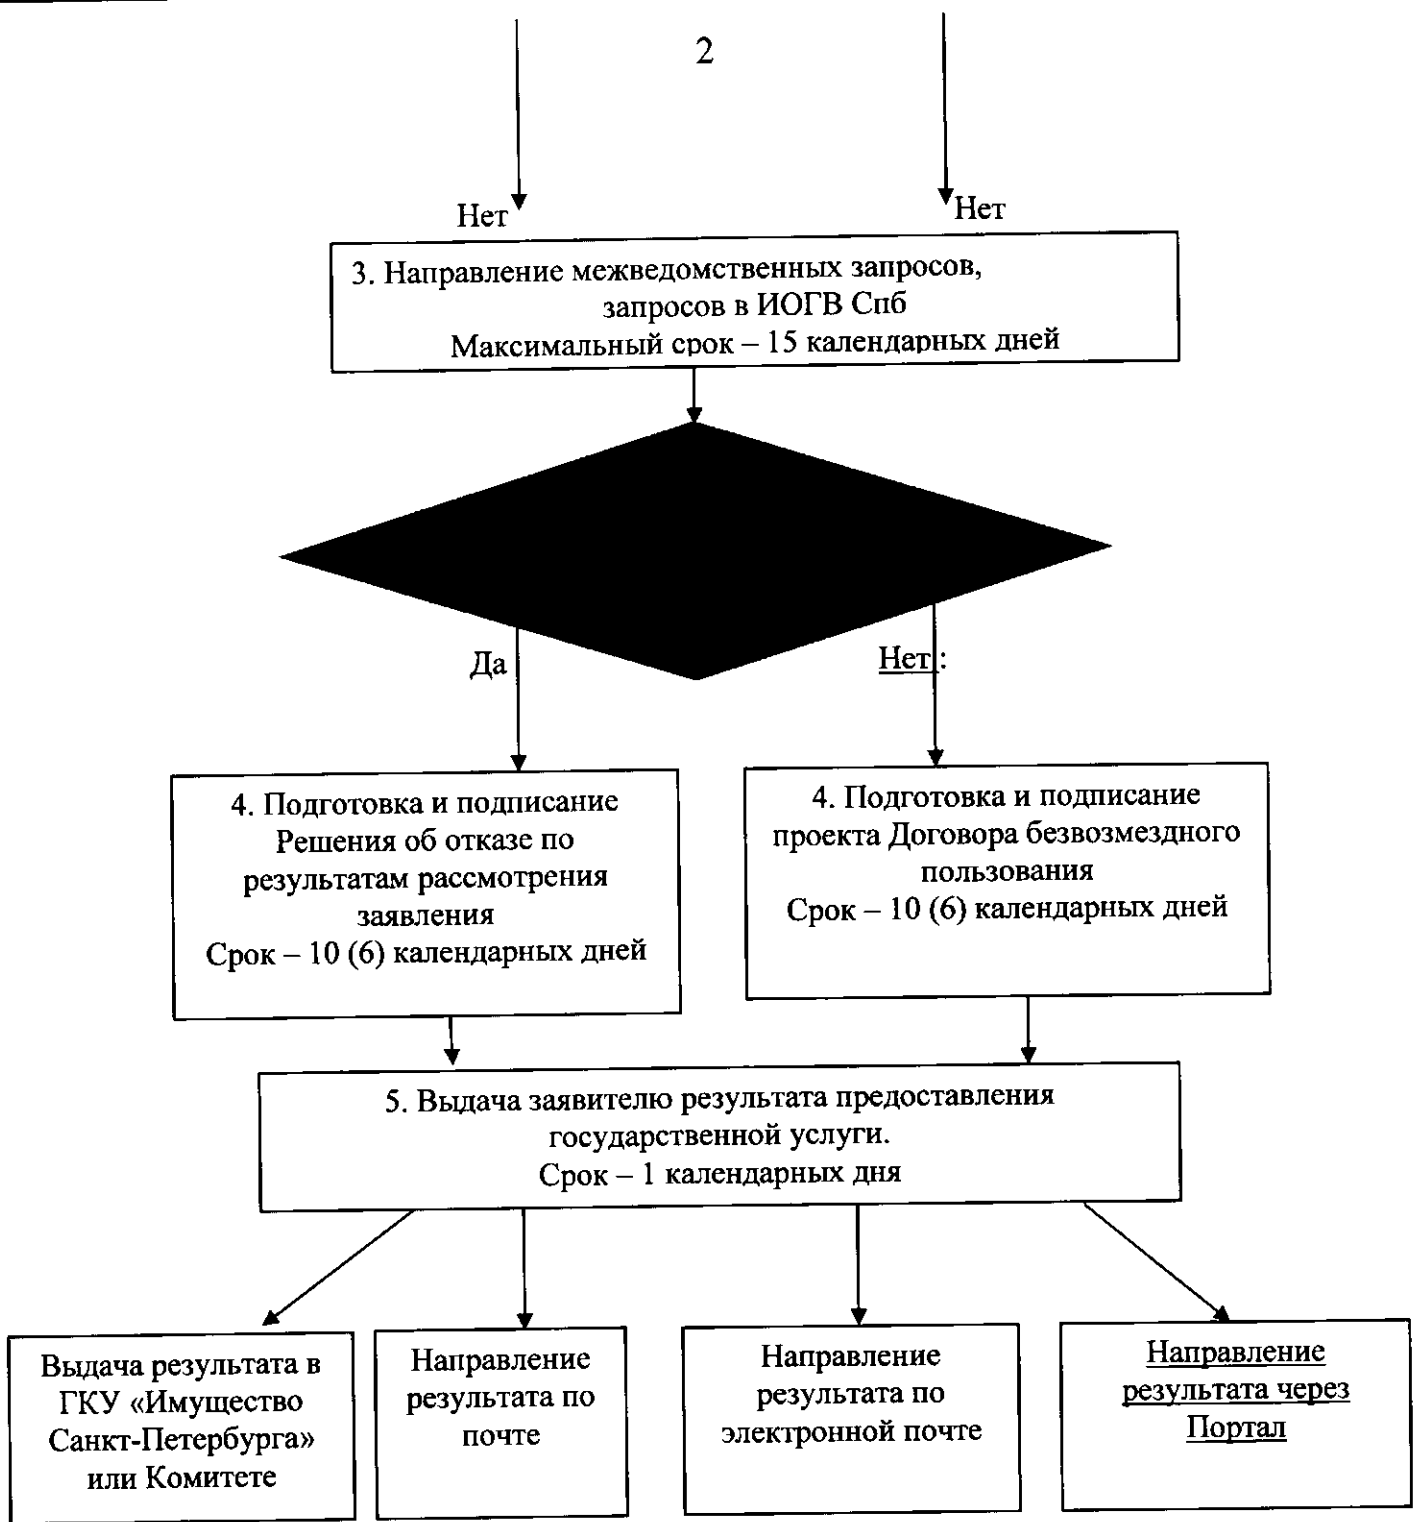 2
Нет
Нет
3. Направление межведомственных запросов,
запросов в ИОГВ Спб
Максимальный срок – 15 календарных дней
Да
Нет :
4. Подготовка и подписание
Решения об отказе по
результатам рассмотрения
заявления
Срок – 10 (6) календарных дней
4. Подготовка и подписание
проекта Договора безвозмездного
пользования
Срок – 10 (6) календарных дней
5. Выдача заявителю результата предоставления
государственной услуги.
Срок – 1 календарных дня
Выдача результата в
ГКУ «Имущество
Санкт-Петербурга»
или Комитете
Направление
результата по
почте
Направление
результата по
электронной почте
Направление
результата через
Портал